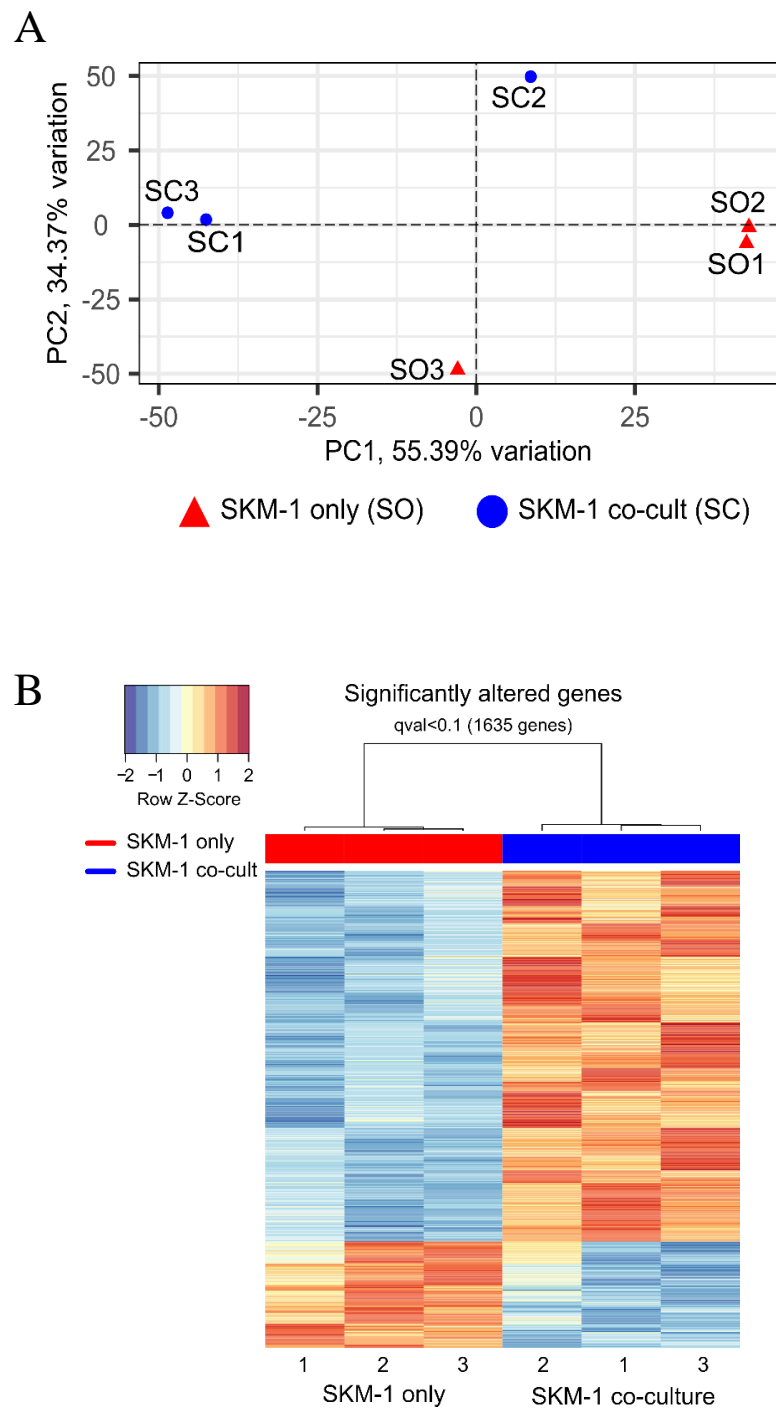 A
50
25
0
-25
-50
PC2, 34.37% variation
SC2
SC3
SC1
SO2
SO1
SO3
-50
-25
0
25
PC1, 55.39% variation
SKM-1 only (SO)
SKM-1 co-cult (SC)
B
Significantly altered genes
qval<0.1 (1635 genes)
−2 −1 0 1 2
Row Z-Score
SKM-1 only
SKM-1 co-cult
1 2 3 2 1 3
SKM-1 only
SKM-1 co-culture